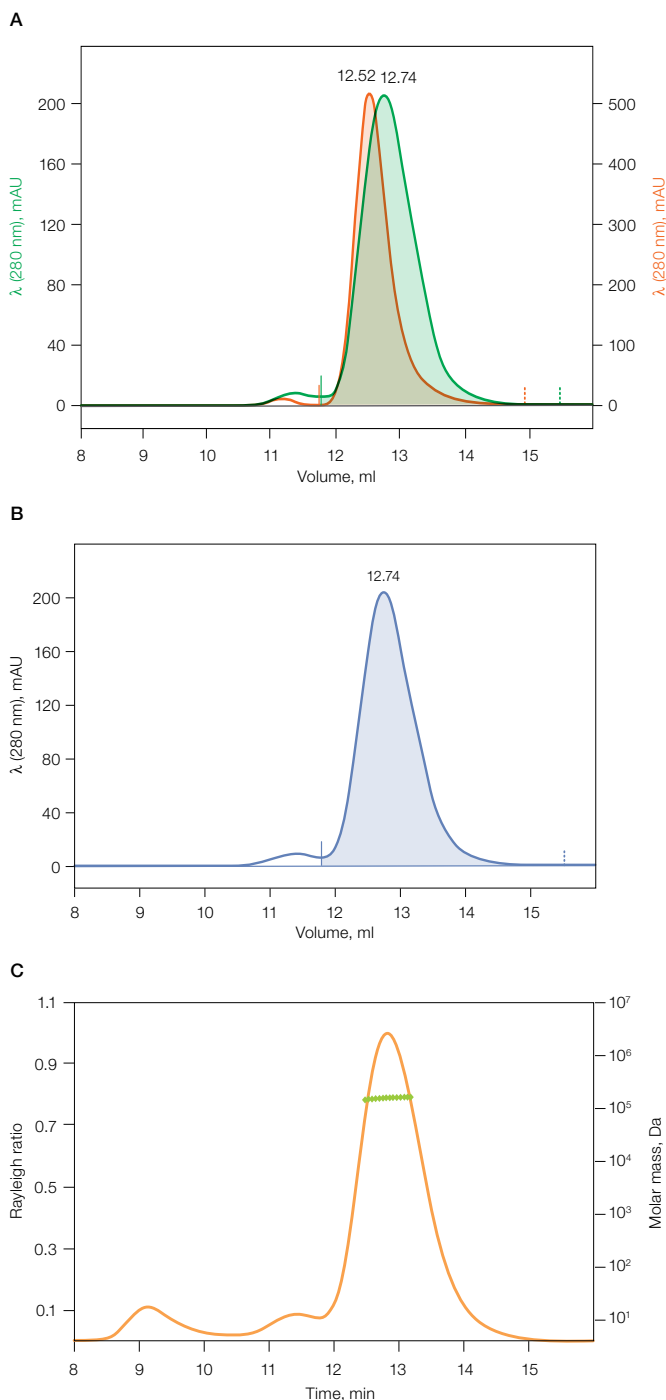 A
12.52 12.74
200
160
120
80
40
0
λ (280 nm), mAU
500
400
300
200
100
0
λ (280 nm), mAU
8 9 10 11 12 13 14 15
Volume, ml
B
12.74
200
160
120
80
40
0
λ (280 nm), mAU
8 9 10 11 12 13 14 15
Volume, ml
C
1.1
0.9
0.7
0.5
0.3
0.1
Rayleigh ratio
10⁷
10⁶
10⁵
10⁴
10³
10²
10¹
Molar mass, Da
8 9 10 11 12 13 14 15
Time, min